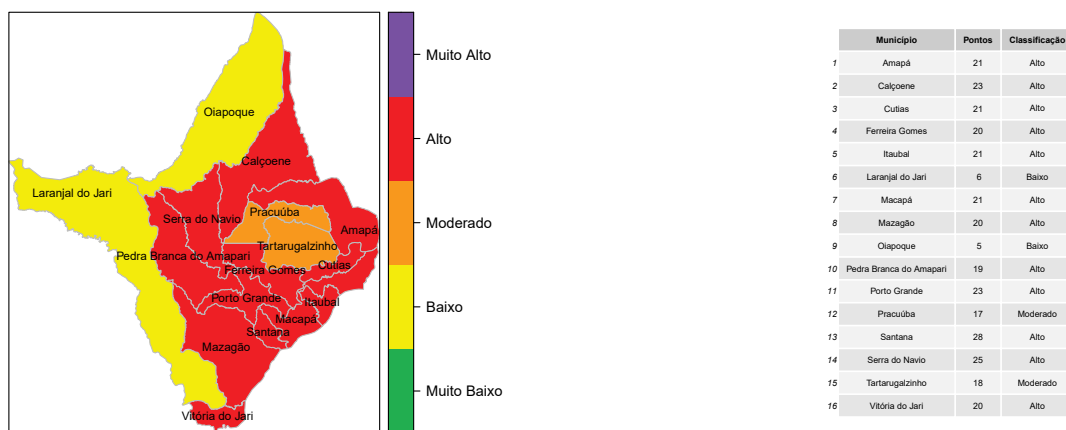 Muito Alto
Alto
Moderado
Baixo
Muito Baixo
Oiapoque
Calçoene
Laranjal do Jari
Serra do Navio
Pracuúba
Amapá
Tartarugalzinho
Pedra Branca do Amapari
Cutias
Ferreira Gomes
Porto Grande
Itaubal
Macapá
Santana
Mazagão
Vitória do Jari
Município Pontos Classificação
1 Amapá 21 Alto
2 Calçoene 23 Alto
3 Cutias 21 Alto
4 Ferreira Gomes 20 Alto
5 Itaubal 21 Alto
6 Laranjal do Jari 6 Baixo
7 Macapá 21 Alto
8 Mazagão 20 Alto
9 Oiapoque 5 Baixo
10 Pedra Branca do Amapari 19 Alto
11 Porto Grande 23 Alto
12 Pracuúba 17 Moderado
13 Santana 28 Alto
14 Serra do Navio 25 Alto
15 Tartarugalzinho 18 Moderado
16 Vitória do Jari 20 Alto